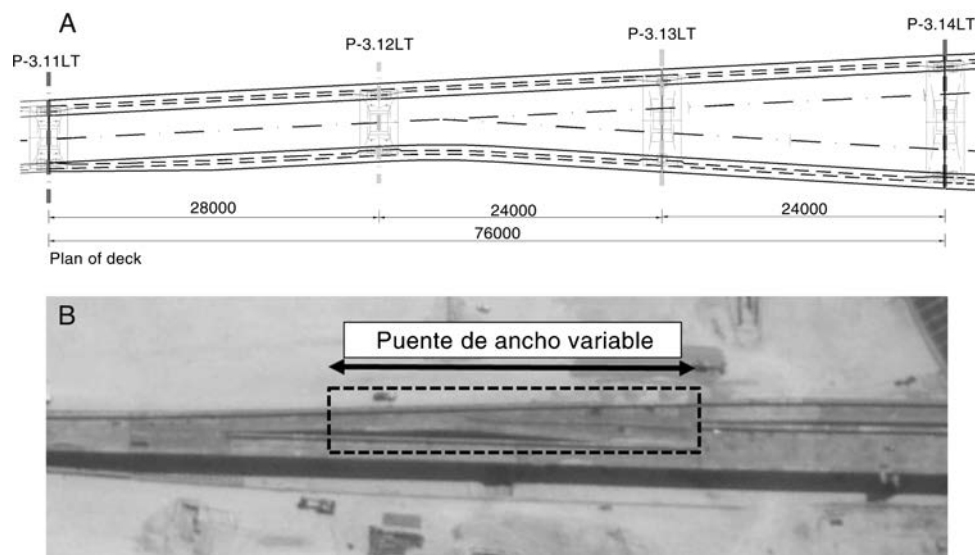 A
P-3.11LT
P-3.12LT
P-3.13LT
P-3.14LT
28000
24000
24000
76000
Plan of deck
B
Puente de ancho variable